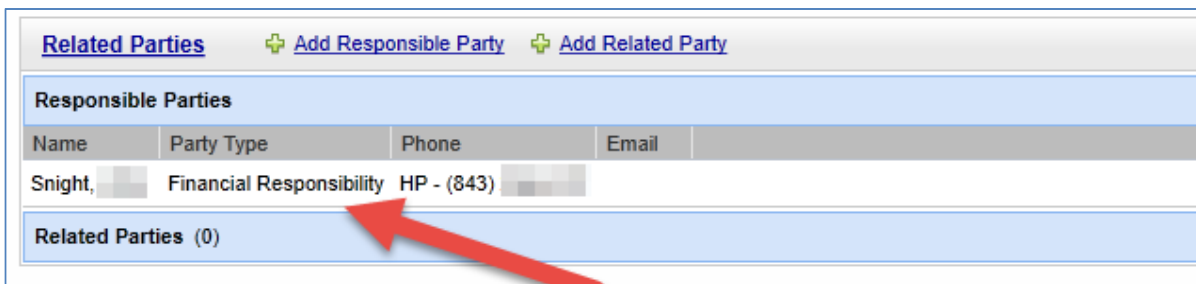 Related Parties Add Responsible Party Add Related Party
Responsible Parties
Name Party Type Phone Email
Snight, Financial Responsibility HP - (843)
Related Parties (0)